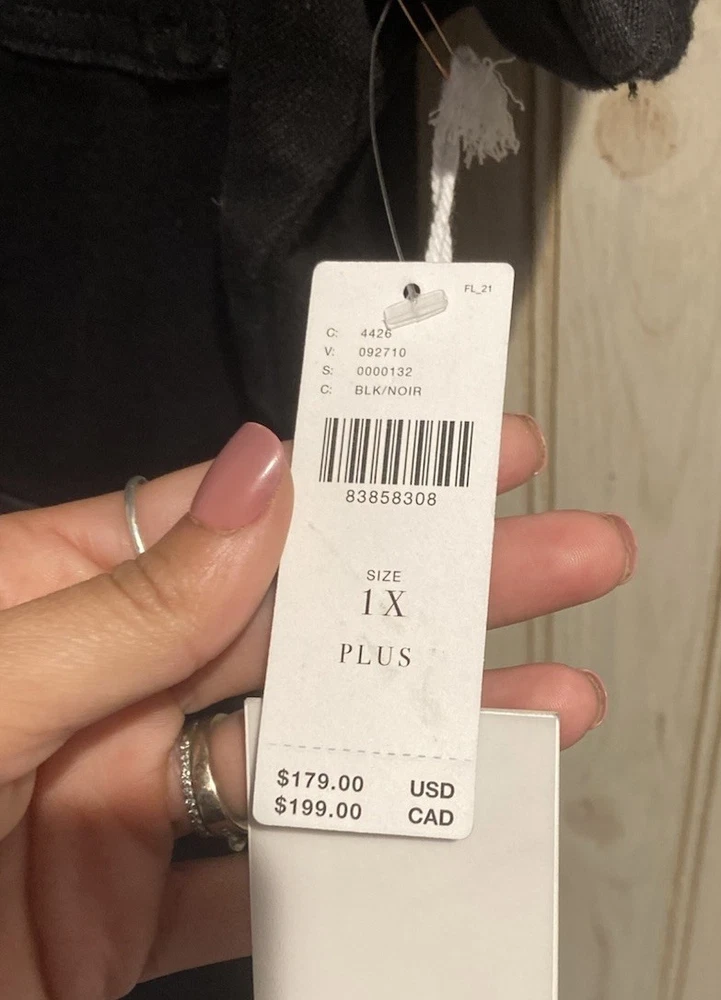 FL_21
C: 4426
V: 092710
S: 0000132
C: BLK/NOIR
83858308
SIZE
1X
PLUS
$179.00 USD
$199.00 CAD